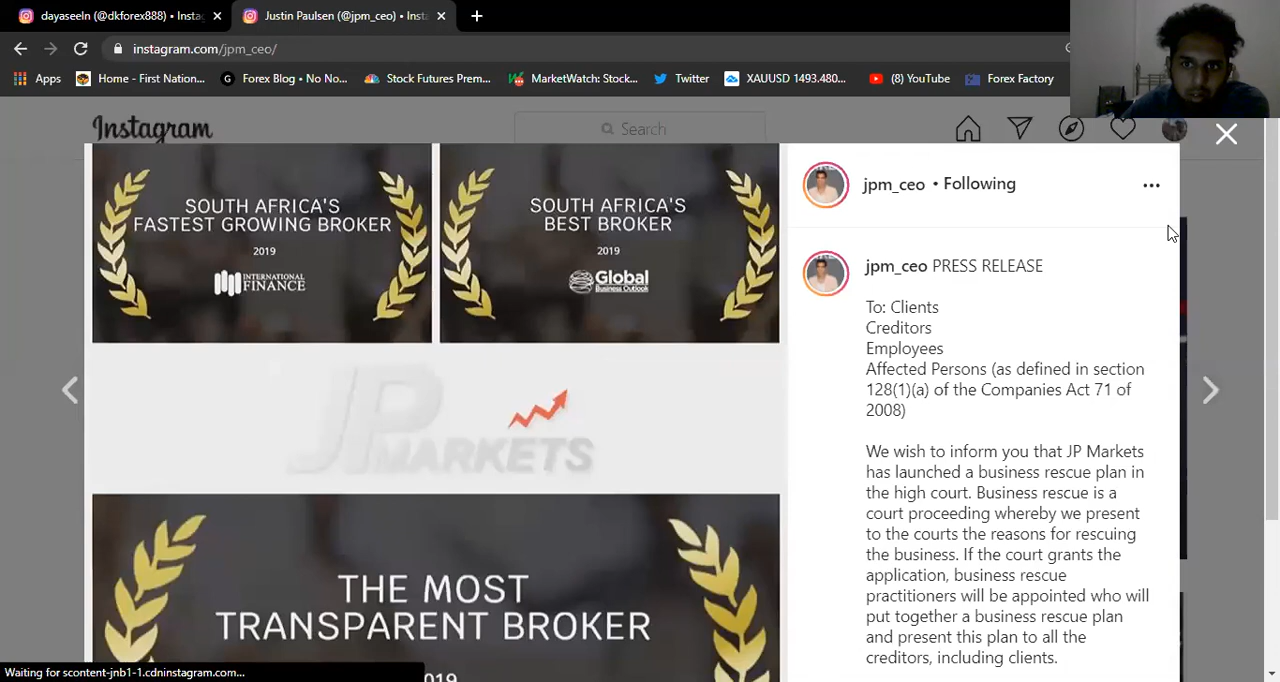 dayaseeln (@dkforex888) • Insta
Justin Paulsen (@jpm_ceo) • Inst
instagram.com/jpm_ceo/
Apps
Home - First Nation...
Forex Blog • No No...
Stock Futures Prem...
MarketWatch: Stock...
Twitter
XAUUSD 1493.480...
(8) YouTube
Forex Factory
Instagram
Search
SOUTH AFRICA'S
FASTEST GROWING BROKER
2019
INTERNATIONAL
FINANCE
SOUTH AFRICA'S
BEST BROKER
2019
Global
Business Outlook
JP
MARKETS
THE MOST
TRANSPARENT BROKER
2019
jpm_ceo • Following
jpm_ceo PRESS RELEASE
To: Clients
Creditors
Employees
Affected Persons (as defined in section
128(1)(a) of the Companies Act 71 of
2008)
We wish to inform you that JP Markets
has launched a business rescue plan in
the high court. Business rescue is a
court proceeding whereby we present
to the courts the reasons for rescuing
the business. If the court grants the
application, business rescue
practitioners will be appointed who will
put together a business rescue plan
and present this plan to all the
creditors, including clients.
Waiting for scontent-jnb1-1.cdninstagram.com...